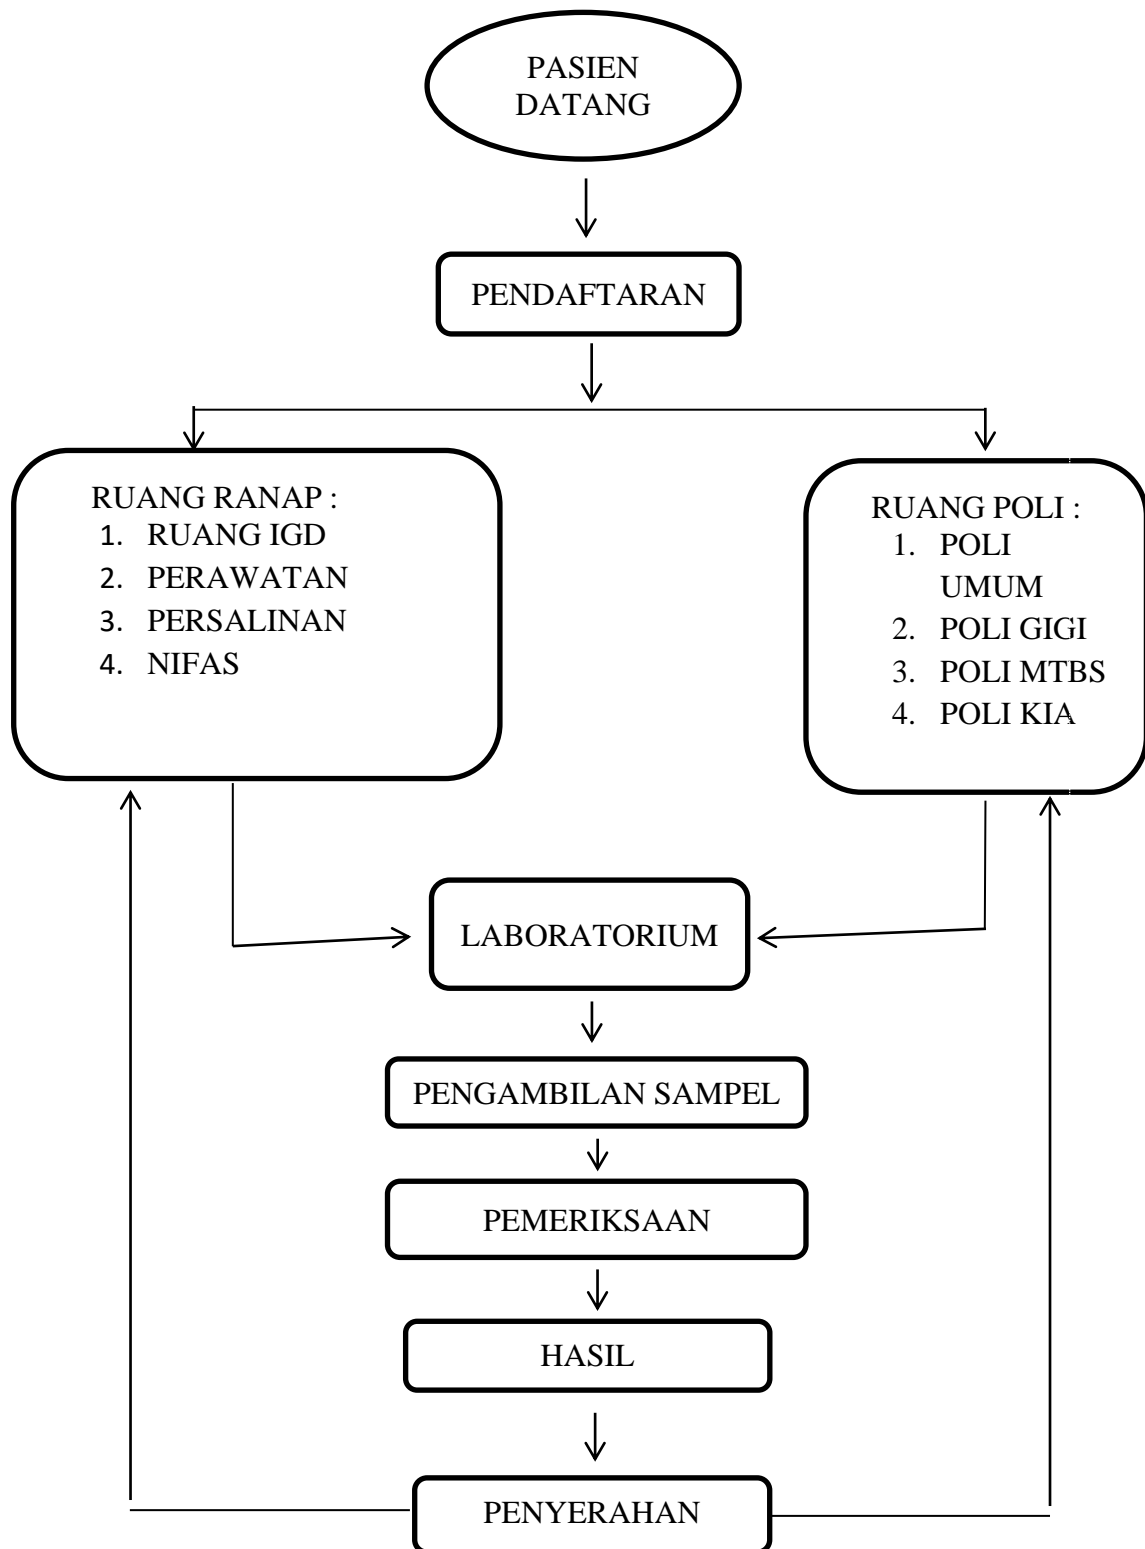 PASIEN
DATANG
PENDAFTARAN
RUANG RANAP :
1. RUANG IGD
2. PERAWATAN
3. PERSALINAN
4. NIFAS
RUANG POLI :
1. POLI
UMUM
2. POLI GIGI
3. POLI MTBS
4. POLI KIA
LABORATORIUM
PENGAMBILAN SAMPEL
PEMERIKSAAN
HASIL
PENYERAHAN